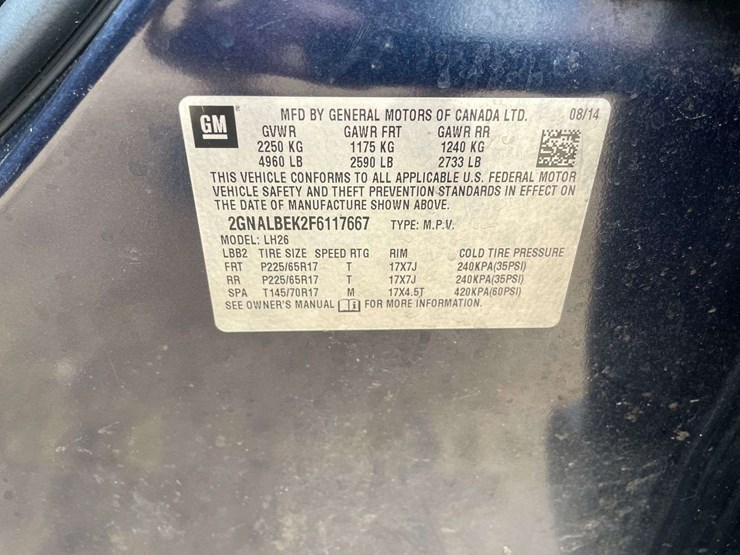 GM ®
MFD BY GENERAL MOTORS OF CANADA LTD. 08/14
GVWR GAWR FRT GAWR RR
2250 KG 1175 KG 1240 KG
4960 LB 2590 LB 2733 LB
THIS VEHICLE CONFORMS TO ALL APPLICABLE U.S. FEDERAL MOTOR
VEHICLE SAFETY AND THEFT PREVENTION STANDARDS IN EFFECT ON
THE DATE OF MANUFACTURE SHOWN ABOVE.
2GNALBEK2F6117667 TYPE: M.P.V.
MODEL: LH26
LBB2 TIRE SIZE SPEED RTG RIM COLD TIRE PRESSURE
FRT P225/65R17 T 17X7J 240KPA(35PSI)
RR P225/65R17 T 17X7J 240KPA(35PSI)
SPA T145/70R17 M 17X4.5T 420KPA(60PSI)
SEE OWNER'S MANUAL i FOR MORE INFORMATION.